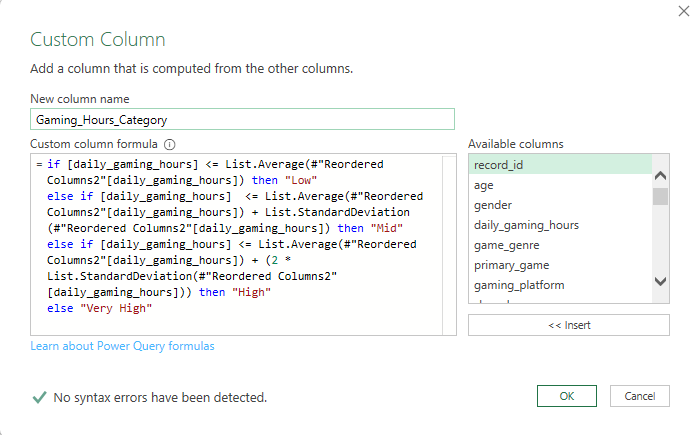 Custom Column
Add a column that is computed from the other columns.
New column name
Gaming_Hours_Category
Custom column formula
= if [daily_gaming_hours] <= List.Average(#"Reordered
Columns2"[daily_gaming_hours]) then "Low"
else if [daily_gaming_hours]  <= List.Average(#"Reordered
Columns2"[daily_gaming_hours]) + List.StandardDeviation
(#"Reordered Columns2"[daily_gaming_hours]) then "Mid"
else if [daily_gaming_hours] <= List.Average(#"Reordered
Columns2"[daily_gaming_hours]) + (2 *
List.StandardDeviation(#"Reordered Columns2"
[daily_gaming_hours])) then "High"
else "Very High"
Learn about Power Query formulas
Available columns
record_id
age
gender
daily_gaming_hours
game_genre
primary_game
gaming_platform
<< Insert
No syntax errors have been detected.
OK
Cancel